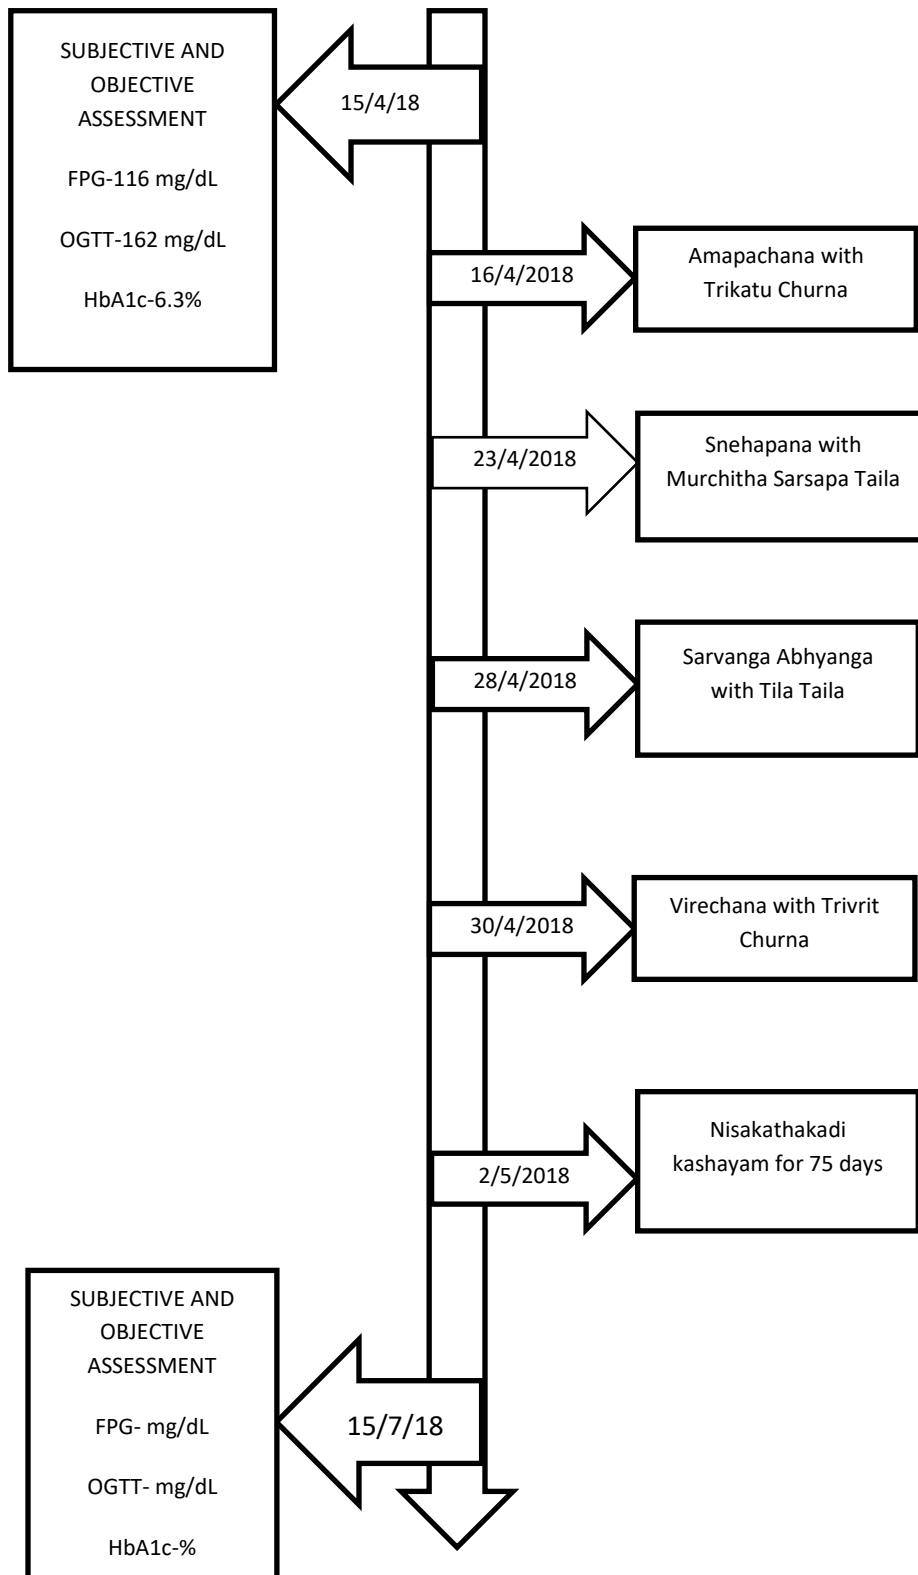 SUBJECTIVE AND
OBJECTIVE
ASSESSMENT
FPG-116 mg/dL
OGTT-162 mg/dL
HbA1c-6.3%
15/4/18
16/4/2018
Amapachana with
Trikatu Churna
23/4/2018
Snehapana with
Murchitha Sarsapa Taila
28/4/2018
Sarvanga Abhyanga
with Tila Taila
30/4/2018
Virechana with Trivrit
Churna
2/5/2018
Nisakathakadi
kashayam for 75 days
SUBJECTIVE AND
OBJECTIVE
ASSESSMENT
FPG- mg/dL
OGTT- mg/dL
HbA1c-%
15/7/18